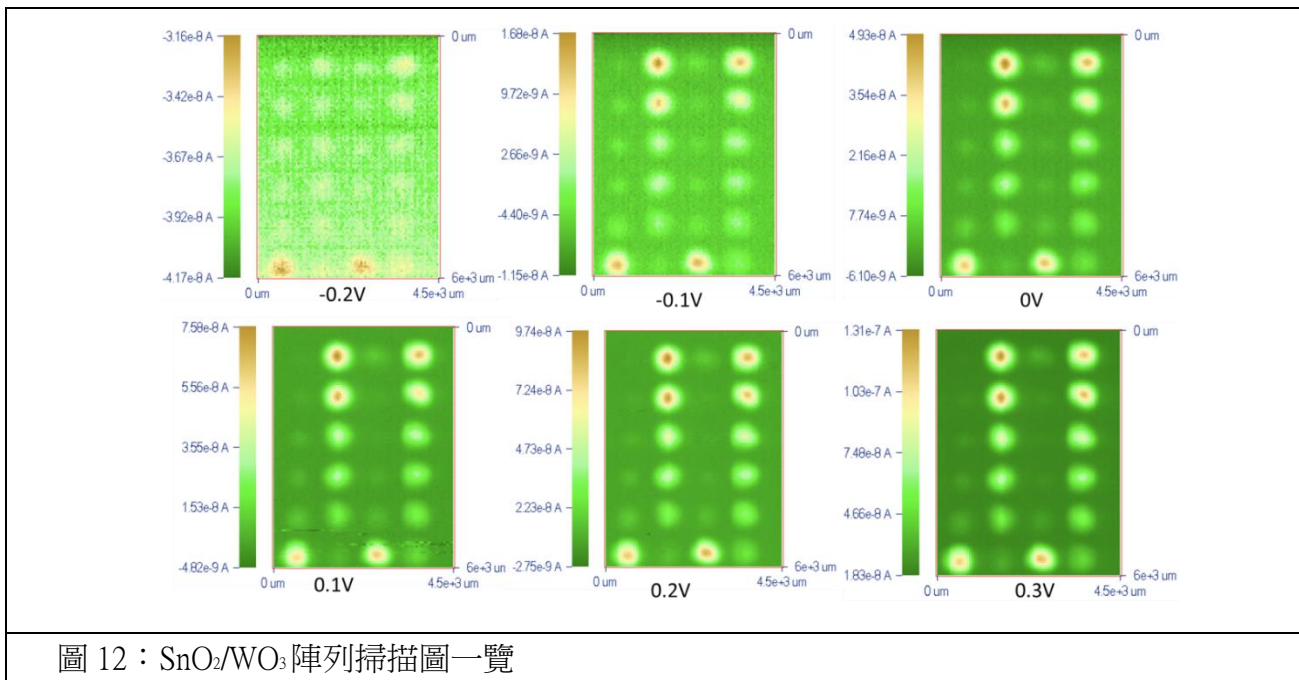 -3.16e-8 A
-3.42e-8 A
-3.67e-8 A
-3.92e-8 A
-4.17e-8 A
0 um
6e+3 um
0 um
4.5e+3 um
-0.2V
1.68e-8 A
9.72e-9 A
2.66e-9 A
-4.40e-9 A
-1.15e-8 A
0 um
6e+3 um
0 um
4.5e+3 um
-0.1V
4.93e-8 A
3.54e-8 A
2.16e-8 A
7.74e-9 A
-6.10e-9 A
0 um
6e+3 um
0 um
4.5e+3 um
0V
7.58e-8 A
5.56e-8 A
3.55e-8 A
1.53e-8 A
-4.82e-9 A
0 um
6e+3 un
0 um
4.5e+3 um
0.1V
9.74e-8 A
7.24e-8 A
4.73e-8 A
2.23e-8 A
-2.75e-9 A
0 um
6e+3 um
0 um
4.5e+3 um
0.2V
1.31e-7 A
1.03e-7 A
7.48e-8 A
4.66e-8 A
1.83e-8 A
0 um
6e+3 um
0 um
4.5e+3 um
0.3V
圖 12：SnO₂/WO₃陣列掃描圖一覽